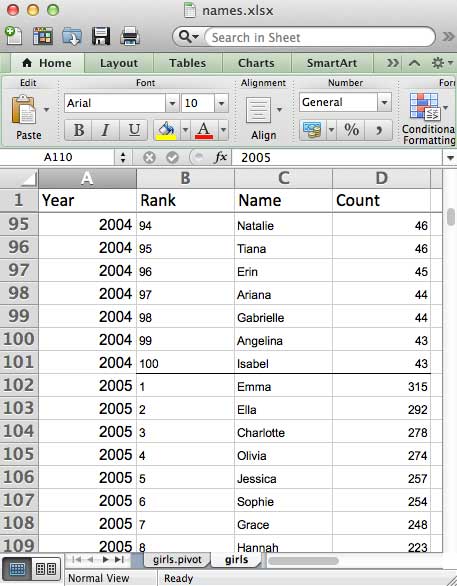 names.xlsx
Search in Sheet
Home Layout Tables Charts SmartArt
Edit Font Alignment Number For
Arial 10 General
Paste B I U A Align % , Conditiona
Formatting
A110 fx 2005
A B C D
1 Year Rank Name Count
95 2004 94 Natalie 46
96 2004 95 Tiana 46
97 2004 96 Erin 45
98 2004 97 Ariana 44
99 2004 98 Gabrielle 44
100 2004 99 Angelina 43
101 2004 100 Isabel 43
102 2005 1 Emma 315
103 2005 2 Ella 292
104 2005 3 Charlotte 278
105 2005 4 Olivia 274
106 2005 5 Jessica 257
107 2005 6 Sophie 254
108 2005 7 Grace 248
109 2005 8 Hannah 223
girls.pivot girls
Normal View Ready